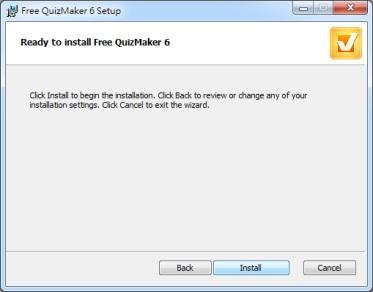 Free QuizMaker 6 Setup
Ready to install Free QuizMaker 6
Click Install to begin the installation. Click Back to review or change any of your
installation settings. Click Cancel to exit the wizard.
Back Install Cancel